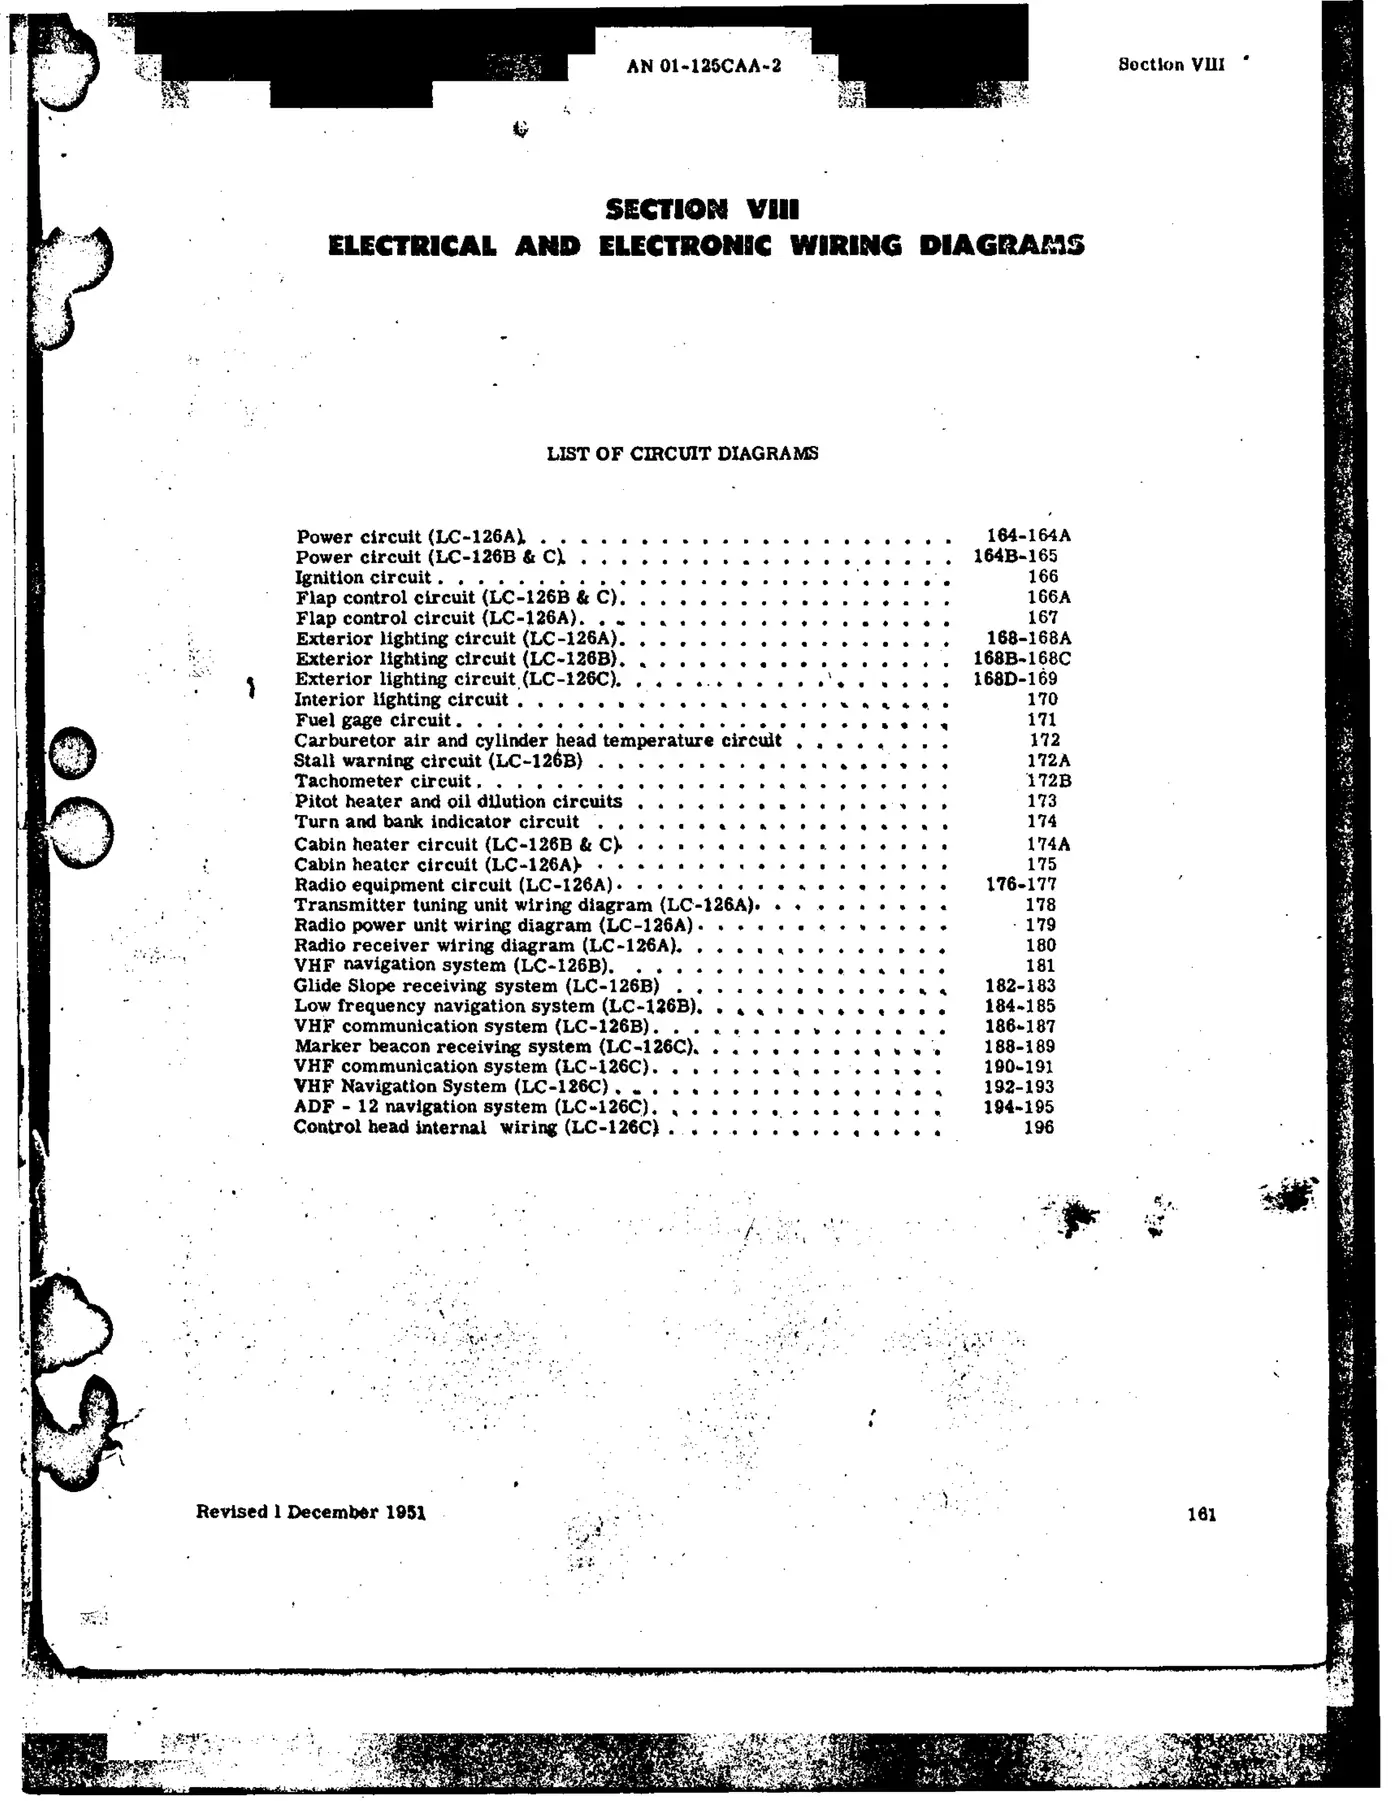 AN 01-125CAA-2
Section VIII
SECTION VIII
ELECTRICAL AND ELECTRONIC WIRING DIAGRAMS
LIST OF CIRCUIT DIAGRAMS
Power circuit (LC-126A). . . . . . . . . . . . . . . . . . . . . . 164-164A
Power circuit (LC-126B & C). . . . . . . . . . . . . . . . . . . . 164B-165
Ignition circuit. . . . . . . . . . . . . . . . . . . . . . . . . . 166
Flap control circuit (LC-126B & C). . . . . . . . . . . . . . . . . 166A
Flap control circuit (LC-126A). . . . . . . . . . . . . . . . . . . 167
Exterior lighting circuit (LC-126A). . . . . . . . . . . . . . . . . 168-168A
Exterior lighting circuit (LC-126B). . . . . . . . . . . . . . . . . 168B-168C
Exterior lighting circuit (LC-126C). . . . . . . . . . . . . . . . . 168D-169
Interior lighting circuit . . . . . . . . . . . . . . . . . . . . . . 170
Fuel gage circuit. . . . . . . . . . . . . . . . . . . . . . . . . 171
Carburetor air and cylinder head temperature circuit . . . . . . . . 172
Stall warning circuit (LC-126B) . . . . . . . . . . . . . . . . . . 172A
Tachometer circuit. . . . . . . . . . . . . . . . . . . . . . . . 172B
Pitot heater and oil dilution circuits . . . . . . . . . . . . . . . . 173
Turn and bank indicator circuit . . . . . . . . . . . . . . . . . . 174
Cabin heater circuit (LC-126B & C). . . . . . . . . . . . . . . . . 174A
Cabin heater circuit (LC-126A). . . . . . . . . . . . . . . . . . . 175
Radio equipment circuit (LC-126A). . . . . . . . . . . . . . . . . 176-177
Transmitter tuning unit wiring diagram (LC-126A). . . . . . . . . . 178
Radio power unit wiring diagram (LC-126A). . . . . . . . . . . . . 179
Radio receiver wiring diagram (LC-126A). . . . . . . . . . . . . . 180
VHF navigation system (LC-126B). . . . . . . . . . . . . . . . . . 181
Glide Slope receiving system (LC-126B) . . . . . . . . . . . . . . 182-183
Low frequency navigation system (LC-126B). . . . . . . . . . . . . 184-185
VHF communication system (LC-126B). . . . . . . . . . . . . . . . 186-187
Marker beacon receiving system (LC-126C). . . . . . . . . . . . . 188-189
VHF communication system (LC-126C). . . . . . . . . . . . . . . . 190-191
VHF Navigation System (LC-126C) . . . . . . . . . . . . . . . . . 192-193
ADF - 12 navigation system (LC-126C). . . . . . . . . . . . . . . 194-195
Control head internal wiring (LC-126C) . . . . . . . . . . . . . . 196
Revised 1 December 1951
161